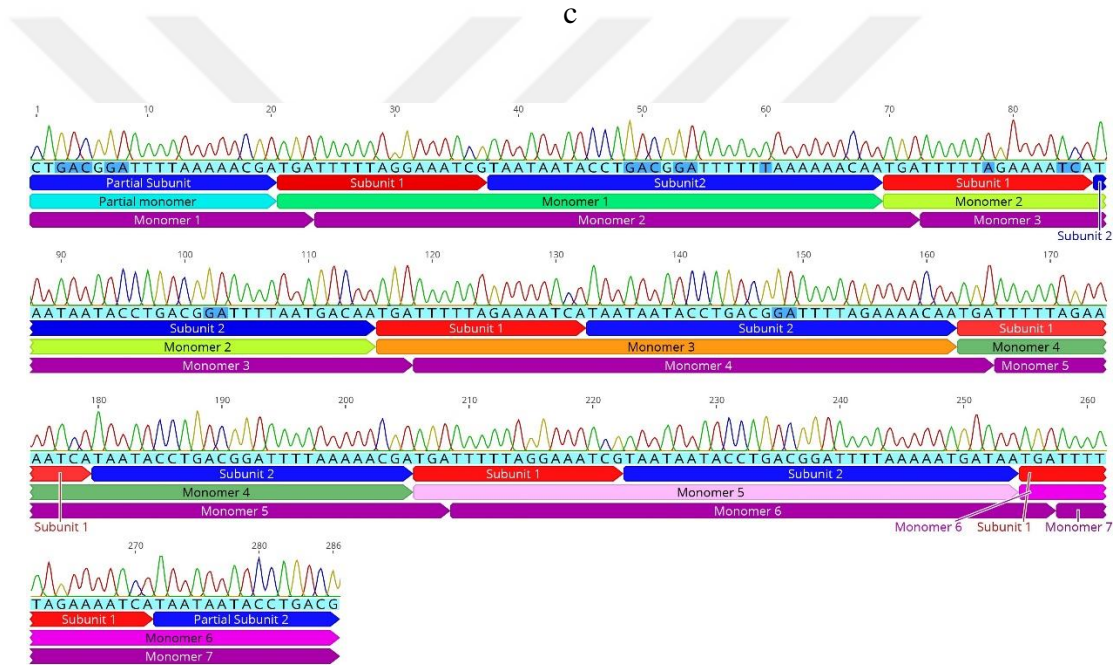 c
1 10 20 30 40 50 60 70 80
CTGACGGATTTTAAAAACGATGATTTTTAGGAAATCGTAATAATACCTGACGGATTTTTTAAAAAACAATGATTTTTAGAAAATCAT
Partial Subunit Subunit 1 Subunit2 Subunit 1
Partial monomer Monomer 1 Monomer 2
Monomer 1 Monomer 2 Monomer 3
Subunit 2
90 100 110 120 130 140 150 160 170
AATAATACCTGACGGATTTTAATGACAATGATTTTTAGAAAATCATAATAATACCTGACGGATTTTAGAAAACAATGATTTTTAGAA
Subunit 2 Subunit 1 Subunit 2 Subunit 1
Monomer 2 Monomer 3 Monomer 4
Monomer 3 Monomer 4 Monomer 5
180 190 200 210 220 230 240 250 260
AATCATAATACCTGACGGATTTTAAAAACGATGATTTTTAGGAAATCGTAATAATACCTGACGGATTTTAAAAATGATAATGATTTT
Subunit 2 Subunit 1 Subunit 2
Monomer 4 Monomer 5
Monomer 5 Monomer 6
Subunit 1 Monomer 6 Subunit 1 Monomer 7
270 280 286
TAGAAAATCATAATAATACCTGACG
Subunit 1 Partial Subunit 2
Monomer 6
Monomer 7